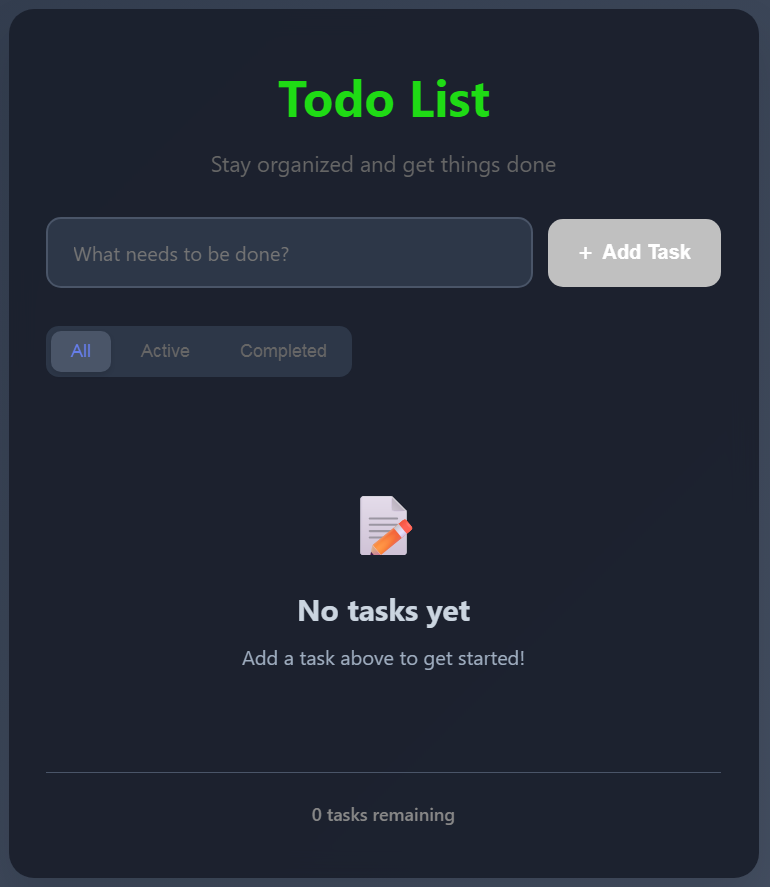 Todo List
Stay organized and get things done
What needs to be done?
+ Add Task
All
Active
Completed
No tasks yet
Add a task above to get started!
0 tasks remaining